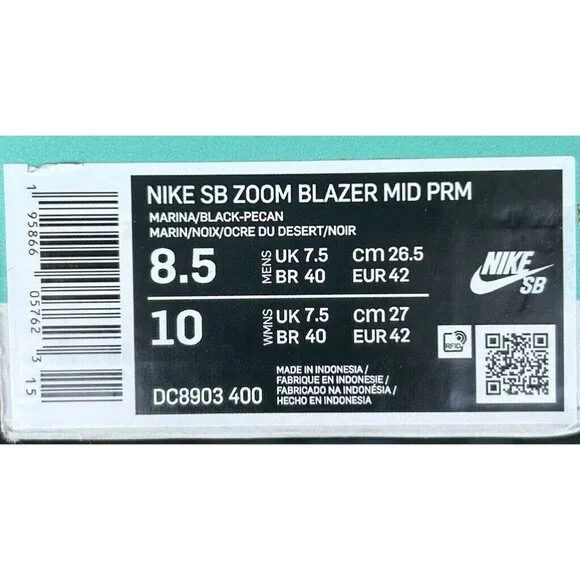 NIKE SB ZOOM BLAZER MID PRM
MARINA/BLACK-PECAN
MARIN/NOIX/OCRE DU DESERT/NOIR
8.5 MENS UK 7.5 cm 26.5
BR 40 EUR 42
10 WMNS UK 7.5 cm 27
BR 40 EUR 42
NIKE
SB
RFID
DC8903 400
MADE IN INDONESIA/
FABRIQUE EN INDONESIE/
FABRICADO NA INDONÉSIA/
HECHO EN INDONESIA
1 95866 05762 3 15